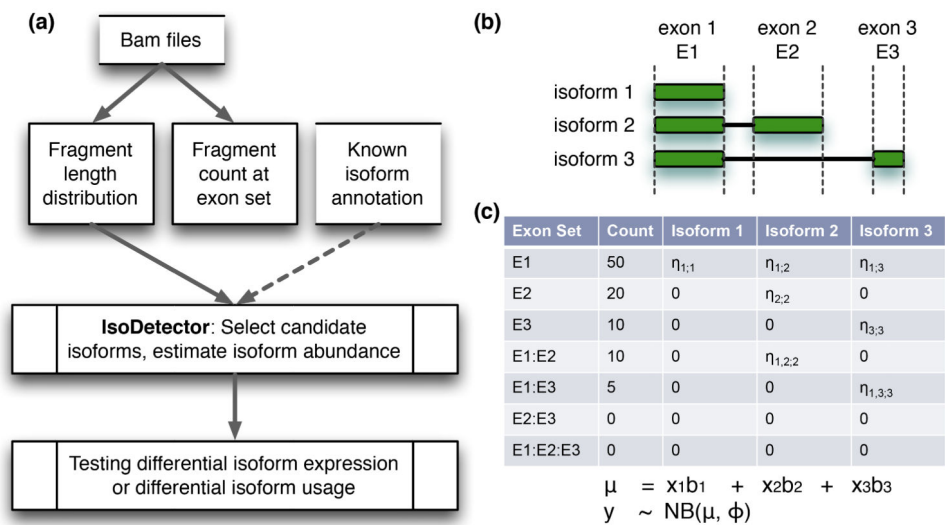 (a)
Bam files
Fragment
length
distribution
Fragment
count at
exon set
Known
isoform
annotation
IsoDetector: Select candidate
isoforms, estimate isoform abundance
Testing differential isoform expression
or differential isoform usage
(b)
exon 1 exon 2 exon 3
E1 E2 E3
isoform 1
isoform 2
isoform 3
(c)
Exon Set Count Isoform 1 Isoform 2 Isoform 3
E1 50 η1;1 η1;2 η1;3
E2 20 0 η2;2 0
E3 10 0 0 η3;3
E1:E2 10 0 η1,2;2 0
E1:E3 5 0 0 η1,3;3
E2:E3 0 0 0 0
E1:E2:E3 0 0 0 0
μ = x1b1 + x2b2 + x3b3
y ~ NB(μ, ϕ)